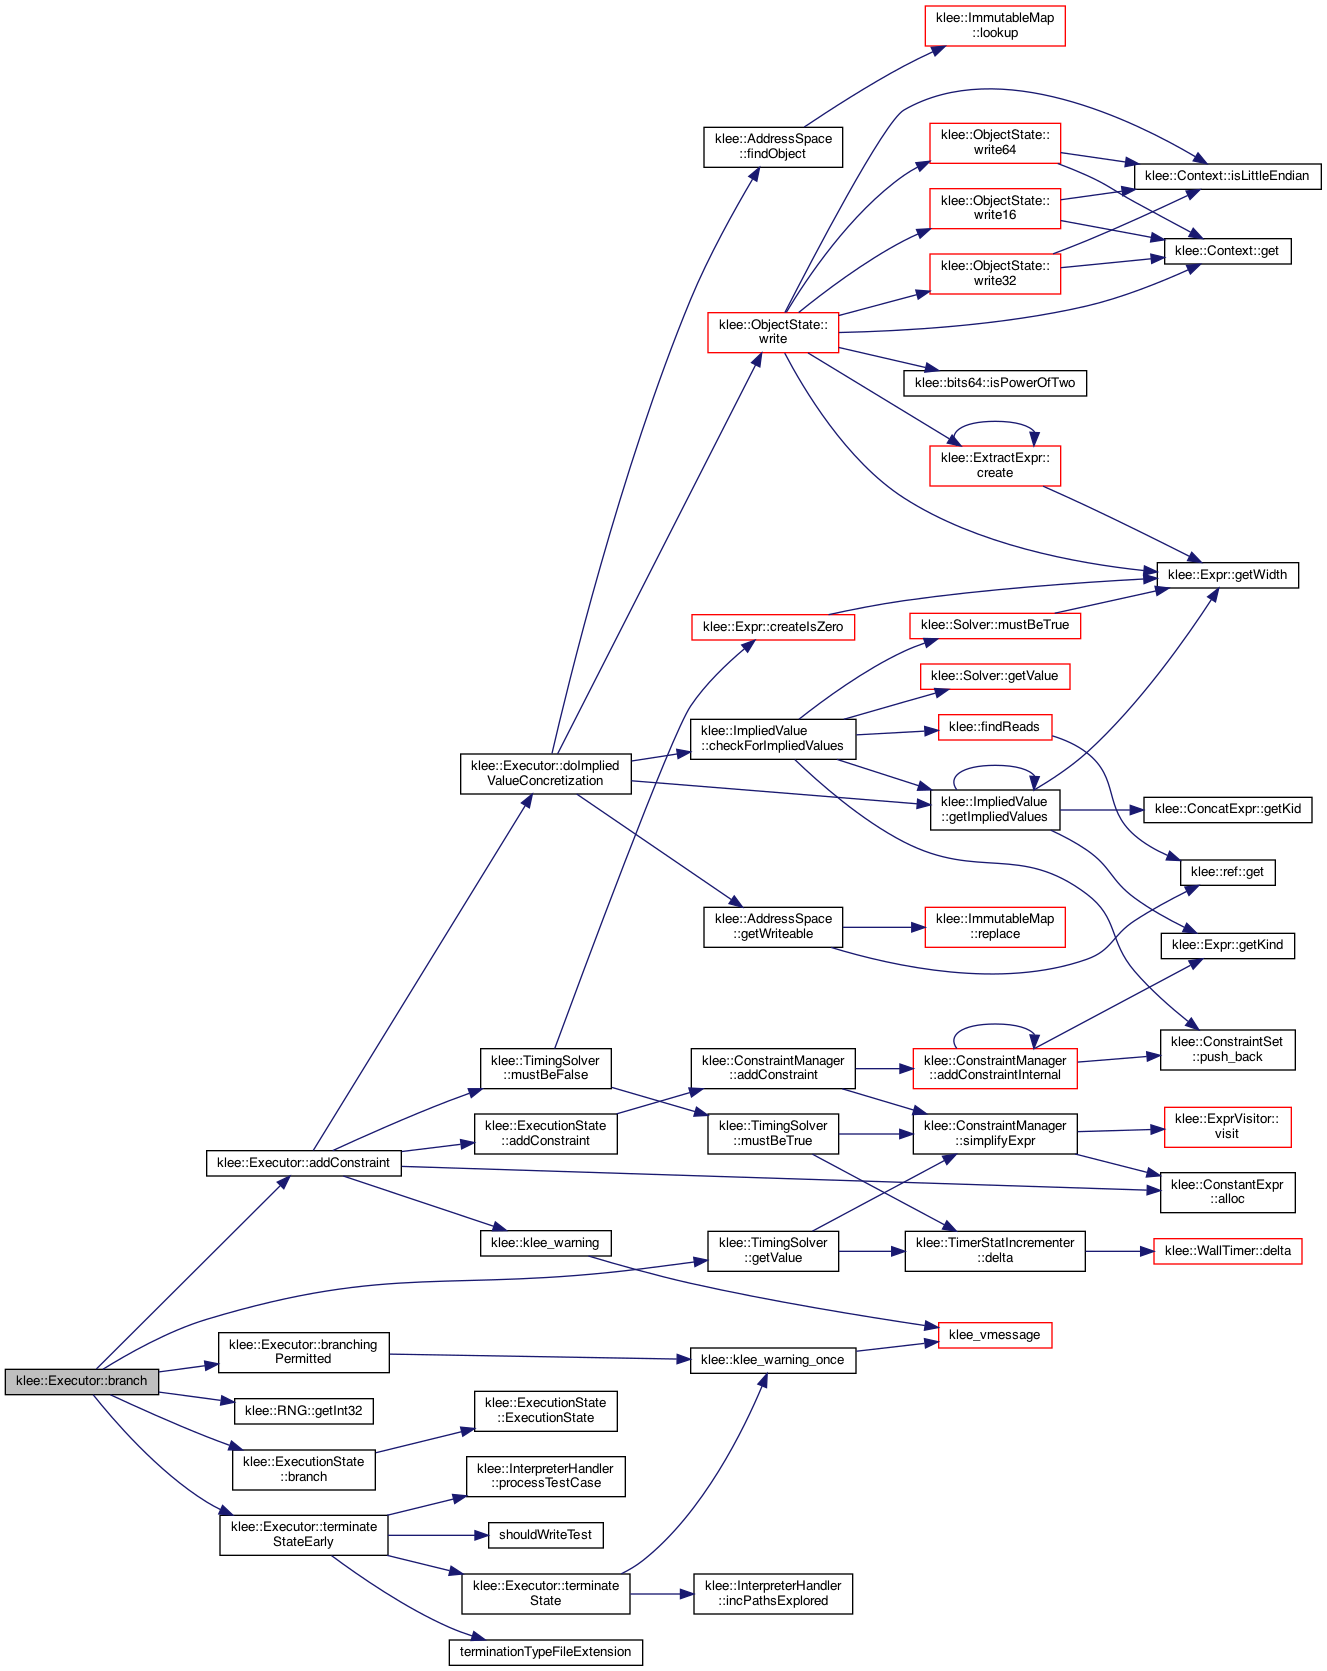 klee::ImmutableMap
::lookup
klee::AddressSpace
::findObject
klee::ObjectState::
write64
klee::Context::isLittleEndian
klee::ObjectState::
write16
klee::Context::get
klee::ObjectState::
write32
klee::ObjectState::
write
klee::bits64::isPowerOfTwo
klee::ExtractExpr::
create
klee::Expr::getWidth
klee::Expr::createIsZero
klee::Solver::mustBeTrue
klee::Solver::getValue
klee::ImpliedValue
::checkForImpliedValues
klee::findReads
klee::Executor::doImplied
ValueConcretization
klee::ImpliedValue
::getImpliedValues
klee::ConcatExpr::getKid
klee::ref::get
klee::AddressSpace
::getWriteable
klee::ImmutableMap
::replace
klee::Expr::getKind
klee::TimingSolver
::mustBeFalse
klee::ConstraintManager
::addConstraint
klee::ConstraintManager
::addConstraintInternal
klee::ConstraintSet
::push_back
klee::ExecutionState
::addConstraint
klee::TimingSolver
::mustBeTrue
klee::ConstraintManager
::simplifyExpr
klee::ExprVisitor::
visit
klee::Executor::addConstraint
klee::ConstantExpr
::alloc
klee::klee_warning
klee::TimingSolver
::getValue
klee::TimerStatIncrementer
::delta
klee::WallTimer::delta
klee::Executor::branching
Permitted
klee_vmessage
klee::klee_warning_once
klee::Executor::branch
klee::RNG::getInt32
klee::ExecutionState
::ExecutionState
klee::ExecutionState
::branch
klee::InterpreterHandler
::processTestCase
klee::Executor::terminate
StateEarly
shouldWriteTest
klee::Executor::terminate
State
klee::InterpreterHandler
::incPathsExplored
terminationTypeFileExtension